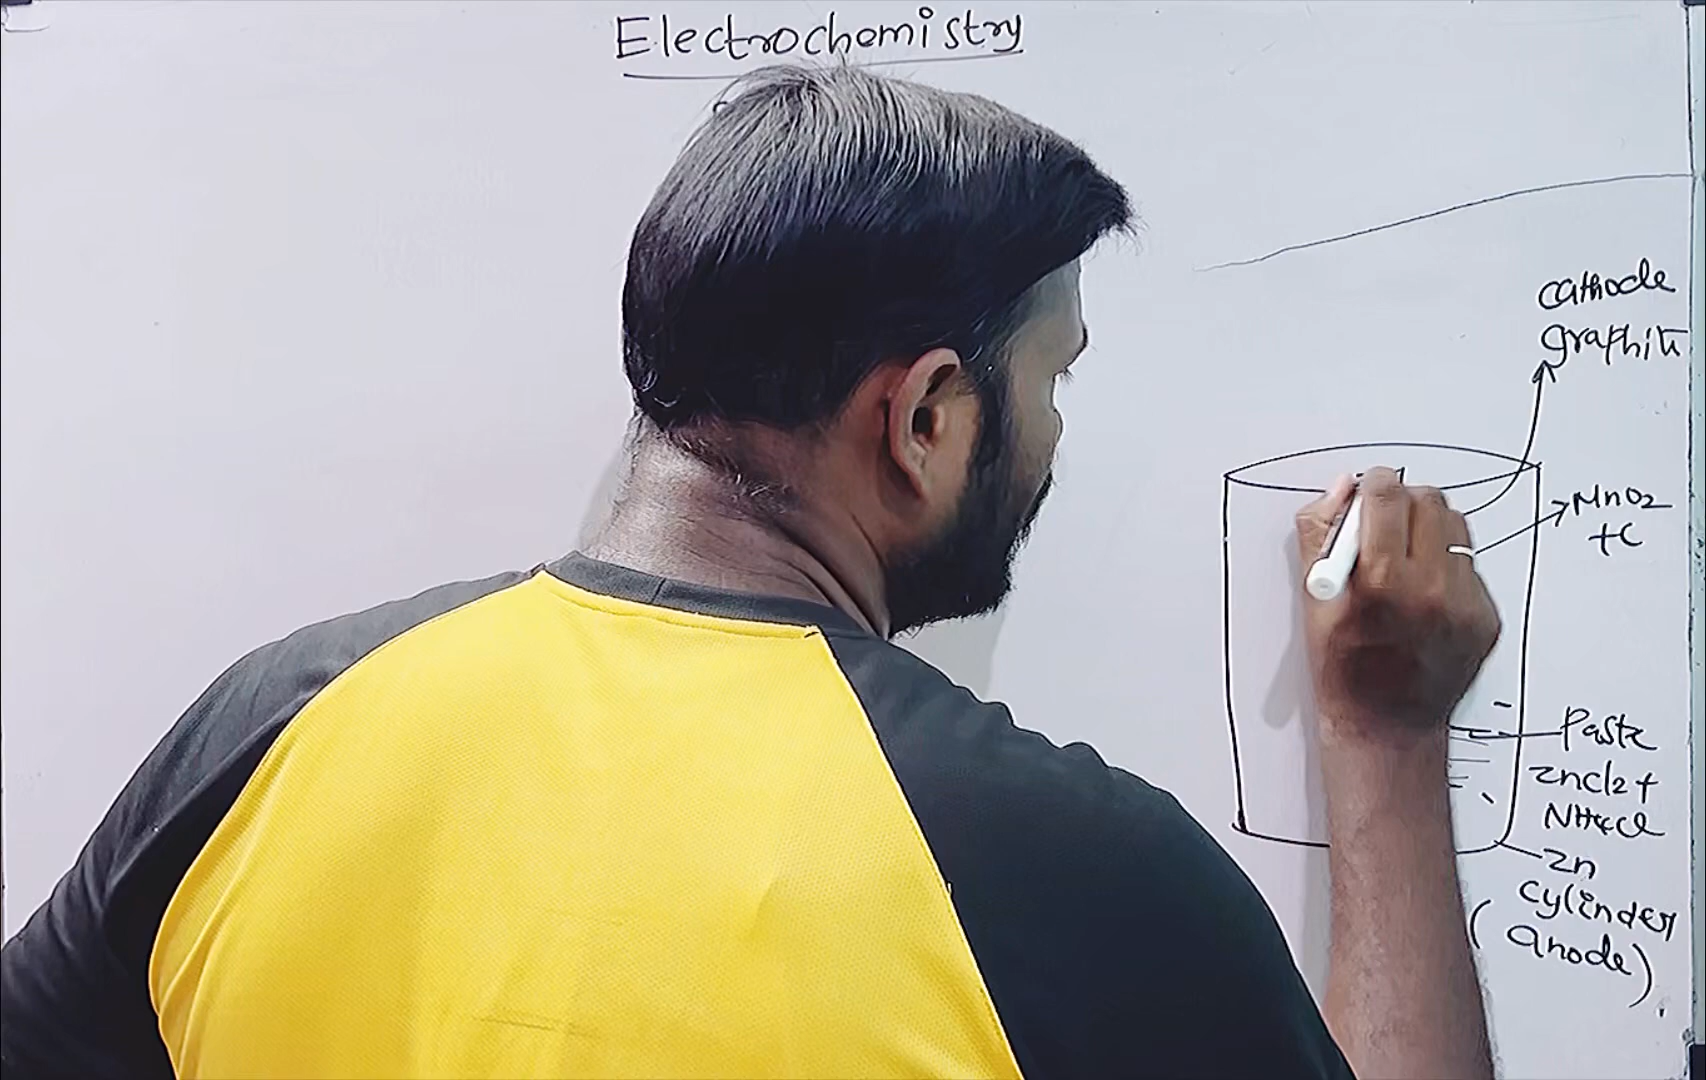 Electrochemistry
Cathode
graphite
MnO2
+C
Paste
ZnCl2+
NH4Cl
Zn
Cylinder
(anode)